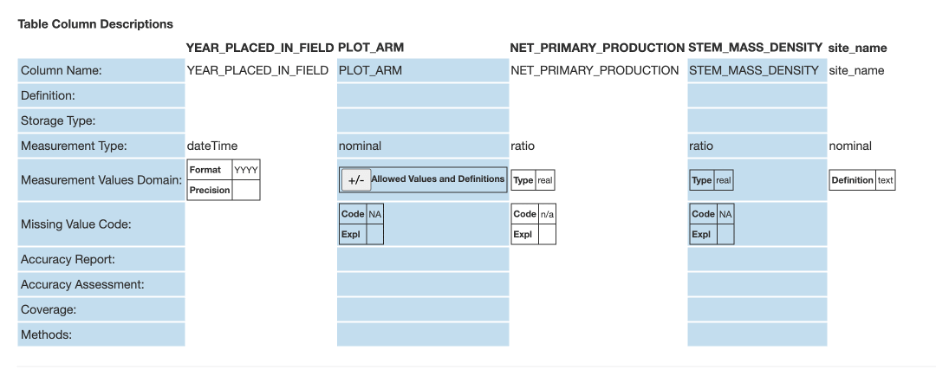 Table Column Descriptions
YEAR_PLACED_IN_FIELD PLOT_ARM NET_PRIMARY_PRODUCTION STEM_MASS_DENSITY site_name
Column Name: YEAR_PLACED_IN_FIELD PLOT_ARM NET_PRIMARY_PRODUCTION STEM_MASS_DENSITY site_name
Definition:
Storage Type:
Measurement Type: dateTime nominal ratio ratio nominal
Measurement Values Domain: Format YYYY Precision +/- Allowed Values and Definitions Type real Type real Definition text
Missing Value Code: Code NA Expl Code n/a Expl Code NA Expl
Accuracy Report:
Accuracy Assessment:
Coverage:
Methods: